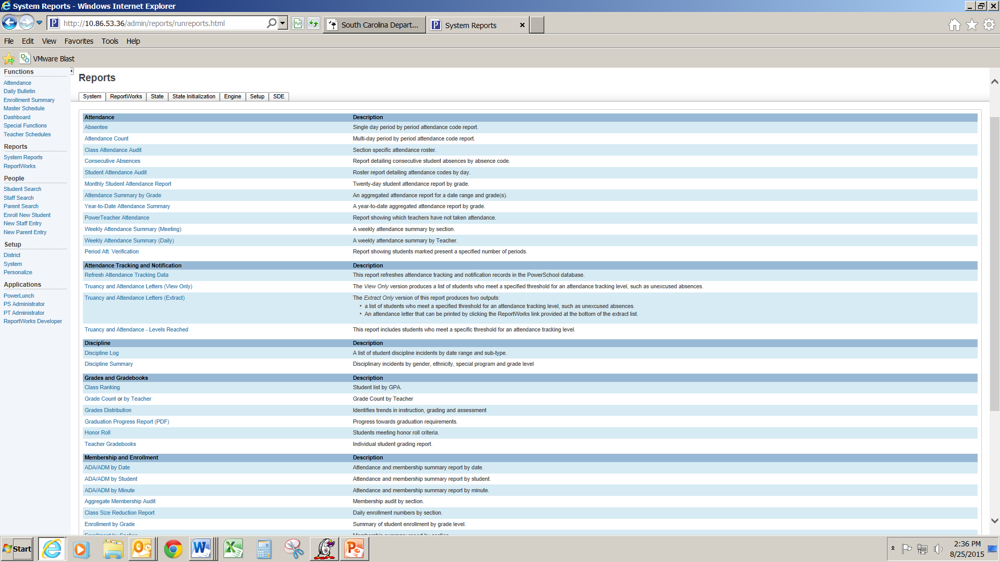 System Reports - Windows Internet Explorer
http://10.86.53.36/admin/reports/runreports.html
South Carolina Depart...
System Reports
File Edit View Favorites Tools Help
VMware Blast
Functions
Attendance
Daily Bulletin
Enrollment Summary
Master Schedule
Dashboard
Special Functions
Teacher Schedules
Reports
System Reports
ReportWorks
People
Student Search
Staff Search
Parent Search
Enroll New Student
New Staff Entry
New Parent Entry
Setup
District
System
Personalize
Applications
PowerLunch
PS Administrator
PT Administrator
ReportWorks Developer
Reports
System ReportWorks State State Initialization Engine Setup SDE
Attendance Description
Absentee Single day period by period attendance code report.
Attendance Count Multi-day period by period attendance code report.
Class Attendance Audit Section specific attendance roster.
Consecutive Absences Report detailing consecutive student absences by absence code.
Student Attendance Audit Roster report detailing attendance codes by day.
Monthly Student Attendance Report Twenty-day student attendance report by grade.
Attendance Summary by Grade An aggregated attendance report for a date range and grade(s).
Year-to-Date Attendance Summary A year-to-date aggregated attendance report by grade.
PowerTeacher Attendance Report showing which teachers have not taken attendance.
Weekly Attendance Summary (Meeting) A weekly attendance summary by section.
Weekly Attendance Summary (Daily) A weekly attendance summary by Teacher.
Period Att. Verification Report showing students marked present a specified number of periods.
Attendance Tracking and Notification Description
Refresh Attendance Tracking Data This report refreshes attendance tracking and notification records in the PowerSchool database.
Truancy and Attendance Letters (View Only) The View Only version produces a list of students who meet a specified threshold for an attendance tracking level, such as unexcused absences.
Truancy and Attendance Letters (Extract) The Extract Only version of this report produces two outputs:
• a list of students who meet a specified threshold for an attendance tracking level, such as unexcused absences.
• An attendance letter that can be printed by clicking the ReportWorks link provided at the bottom of the extract list.
Truancy and Attendance - Levels Reached This report includes students who meet a specific threshold for an attendance tracking level.
Discipline Description
Discipline Log A list of student discipline incidents by date range and sub-type.
Discipline Summary Disciplinary incidents by gender, ethnicity, special program and grade level
Grades and Gradebooks Description
Class Ranking Student list by GPA.
Grade Count or by Teacher Grade Count by Teacher
Grades Distribution Identifies trends in instruction, grading and assessment
Graduation Progress Report (PDF) Progress towards graduation requirements.
Honor Roll Students meeting honor roll criteria.
Teacher Gradebooks Individual student grading report.
Membership and Enrollment Description
ADA/ADM by Date Attendance and membership summary report by date.
ADA/ADM by Student Attendance and membership summary report by student.
ADA/ADM by Minute Attendance and membership summary report by minute.
Aggregate Membership Audit Membership audit by section.
Class Size Reduction Report Daily enrollment numbers by section.
Enrollment by Grade Summary of student enrollment by grade level.
Start
2:36 PM
8/25/2015